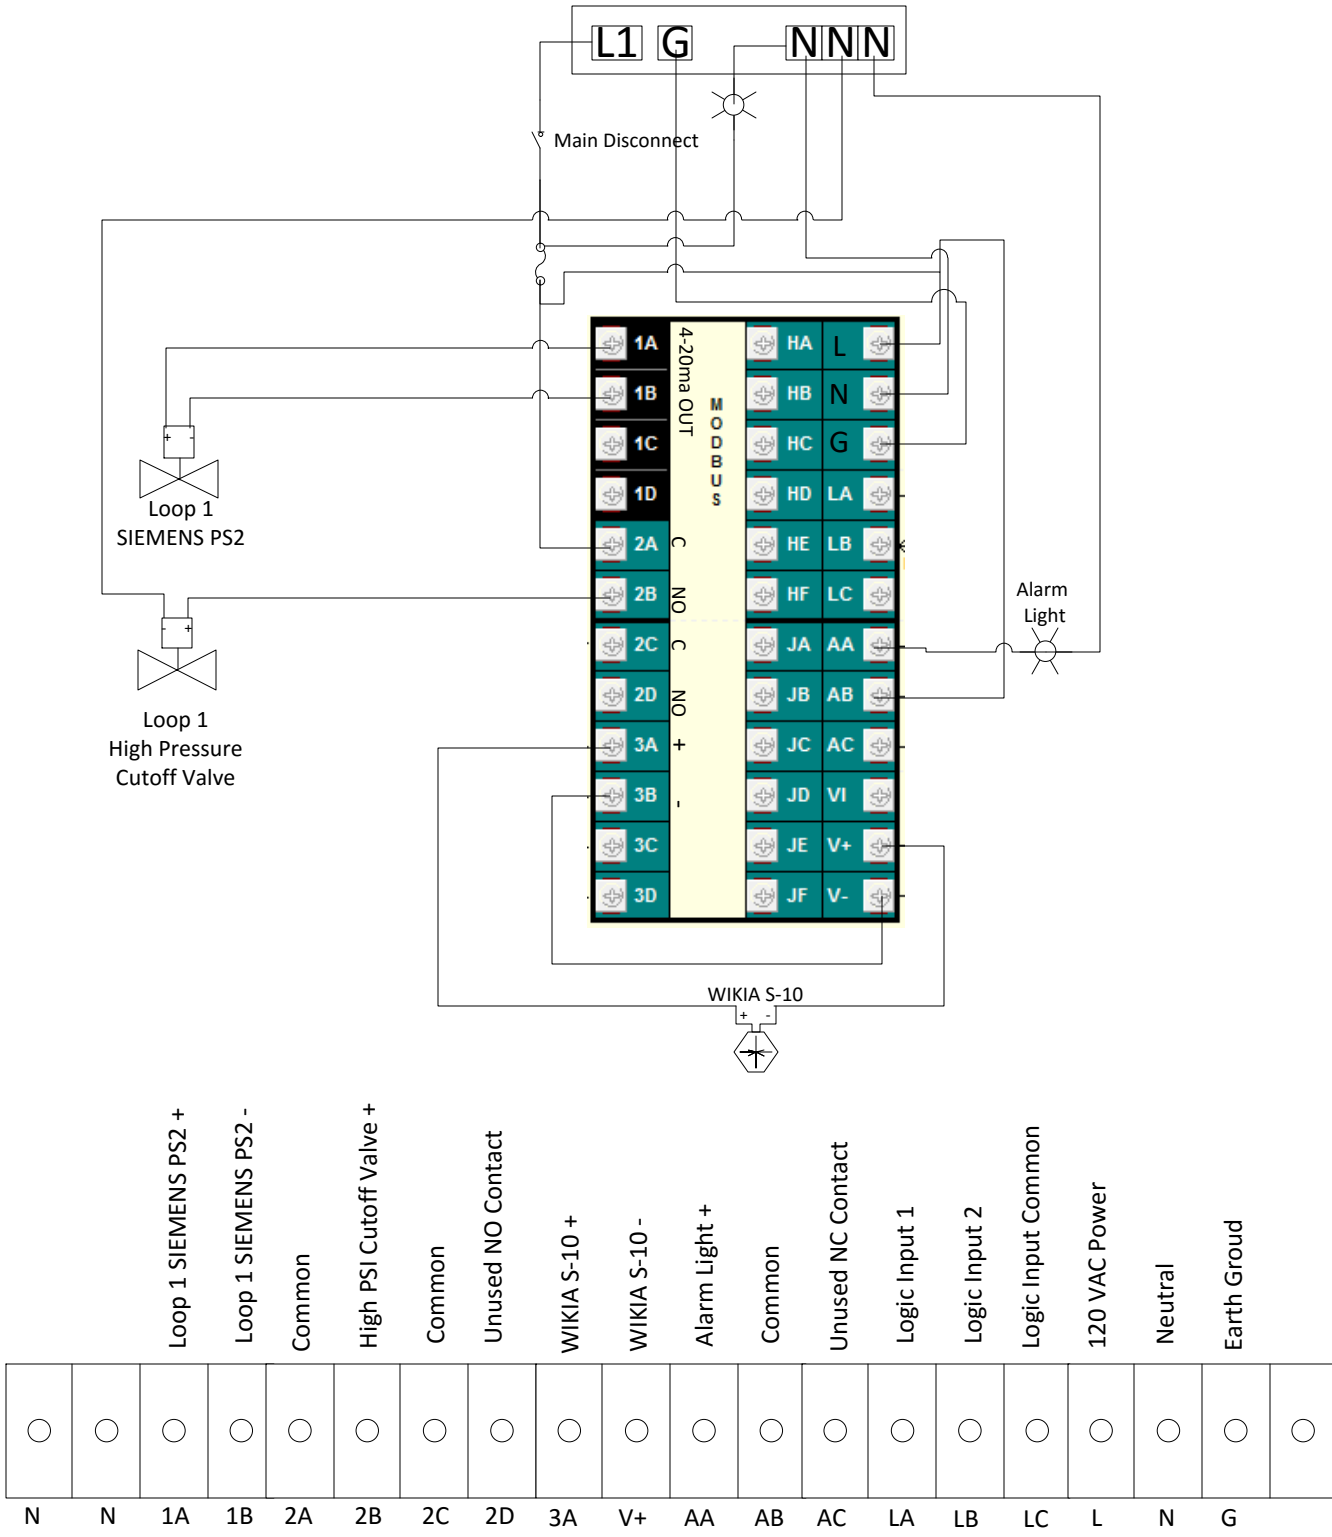 L1 G N N N
Main Disconnect
1A 4-20ma OUT MODBUS HA L
1B HB N
1C HC G
1D HD LA
2A C HE LB
2B NO HF LC
2C C JA AA
2D NO JB AB
3A + JC AC
3B - JD VI
3C JE V+
3D JF V-
+ -
Loop 1
SIEMENS PS2
- +
Loop 1
High Pressure
Cutoff Valve
Alarm
Light
WIKIA S-10
+ -
Loop 1 SIEMENS PS2 +
Loop 1 SIEMENS PS2 -
Common
High PSI Cutoff Valve +
Common
Unused NO Contact
WIKIA S-10 +
WIKIA S-10 -
Alarm Light +
Common
Unused NC Contact
Logic Input 1
Logic Input 2
Logic Input Common
120 VAC Power
Neutral
Earth Groud
N N 1A 1B 2A 2B 2C 2D 3A V+ AA AB AC LA LB LC L N G